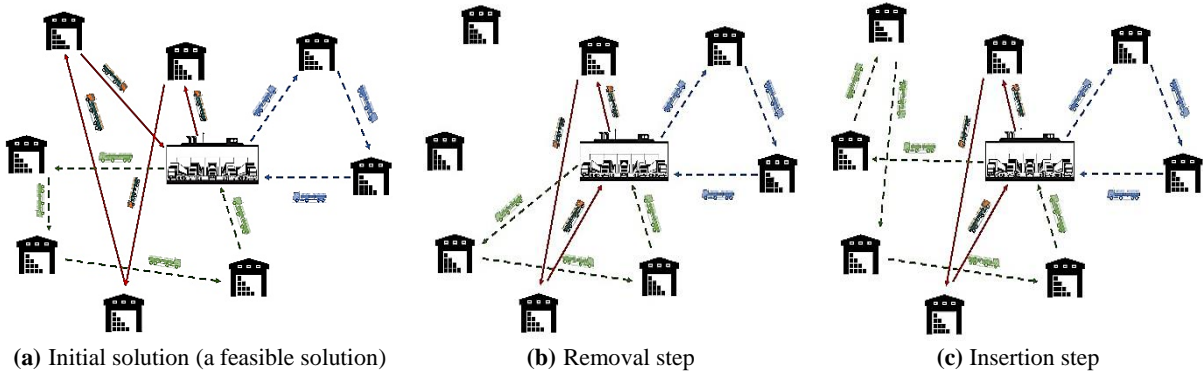 (a) Initial solution (a feasible solution)
(b) Removal step
(c) Insertion step